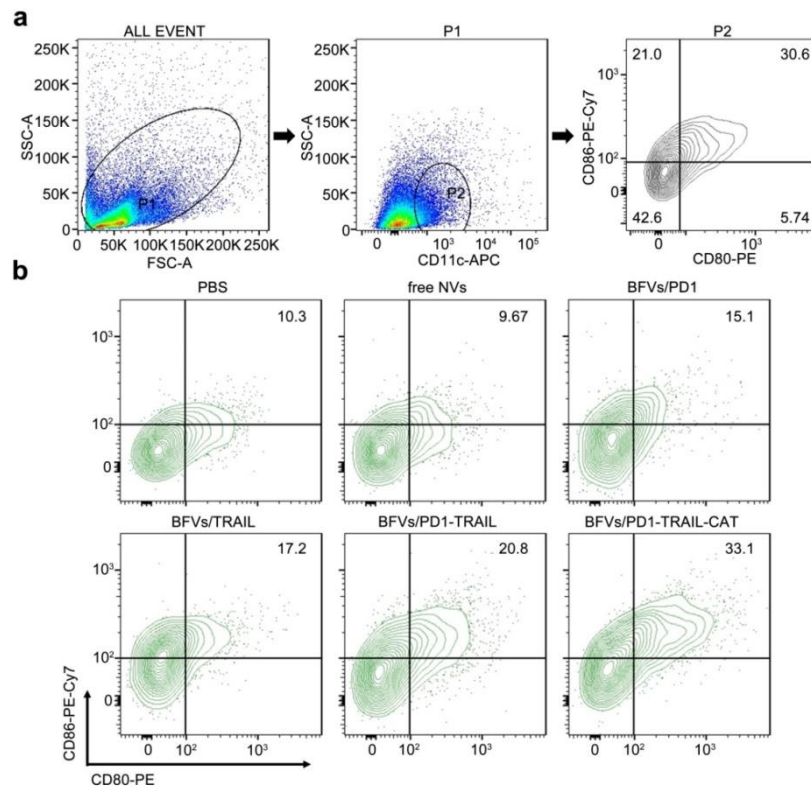 a
ALL EVENT
P1
P2
250K
200K
150K
100K
50K
0
SSC-A
P1
0 50K 100K 150K 200K 250K
FSC-A
250K
200K
150K
100K
50K
0
SSC-A
P2
0 10³ 10⁴ 10⁵
CD11c-APC
21.0 30.6
10³
10²
0
CD86-PE-Cy7
42.6 5.74
0 10³
CD80-PE
b
PBS
free NVs
BFVs/PD1
10.3
9.67
15.1
10³
10²
0
BFVs/TRAIL
BFVs/PD1-TRAIL
BFVs/PD1-TRAIL-CAT
17.2
20.8
33.1
10³
10²
0
CD86-PE-Cy7
0 10² 10³
0 10² 10³
0 10² 10³
CD80-PE